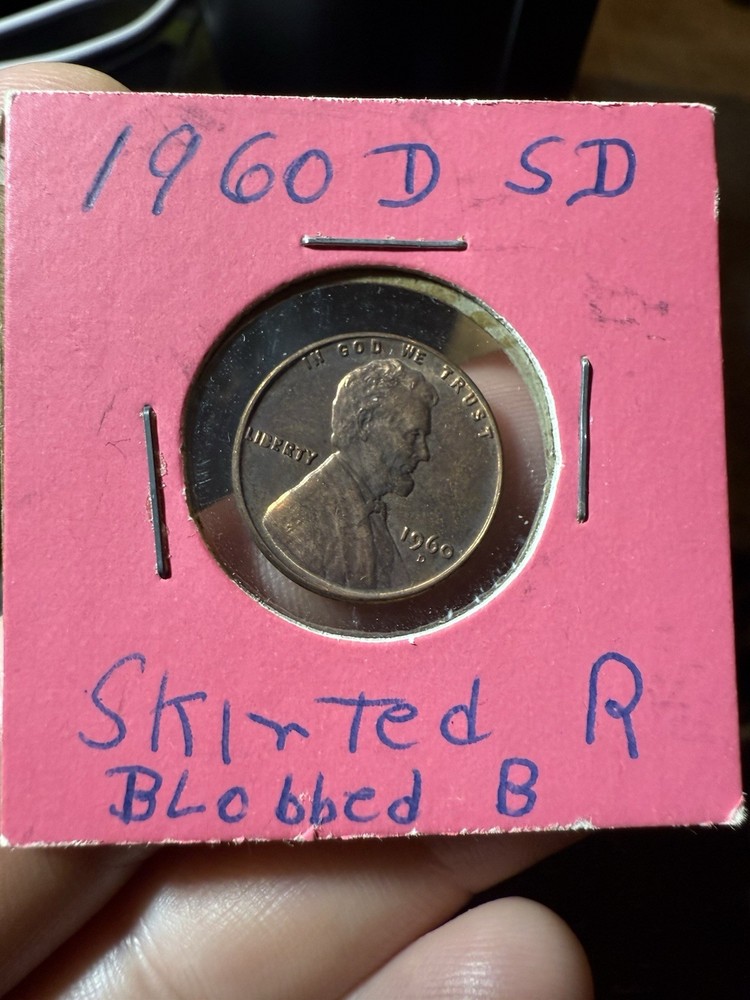 1960 D SD
IN GOD WE TRUST
LIBERTY
1960
D
SKIrTed R
BLobbed B